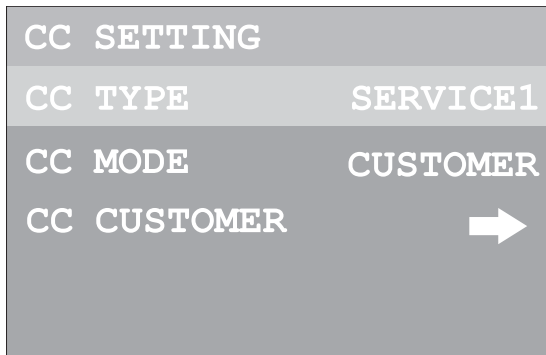 CC SETTING
CC TYPE SERVICE1
CC MODE CUSTOMER
CC CUSTOMER